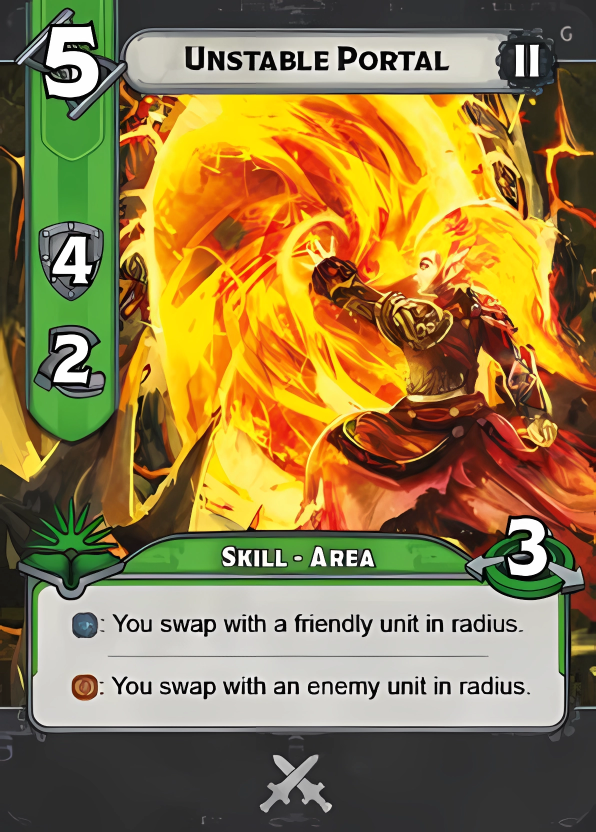 G
5
UNSTABLE PORTAL
II
4
2
SKILL - AREA
3
: You swap with a friendly unit in radius.
: You swap with an enemy unit in radius.